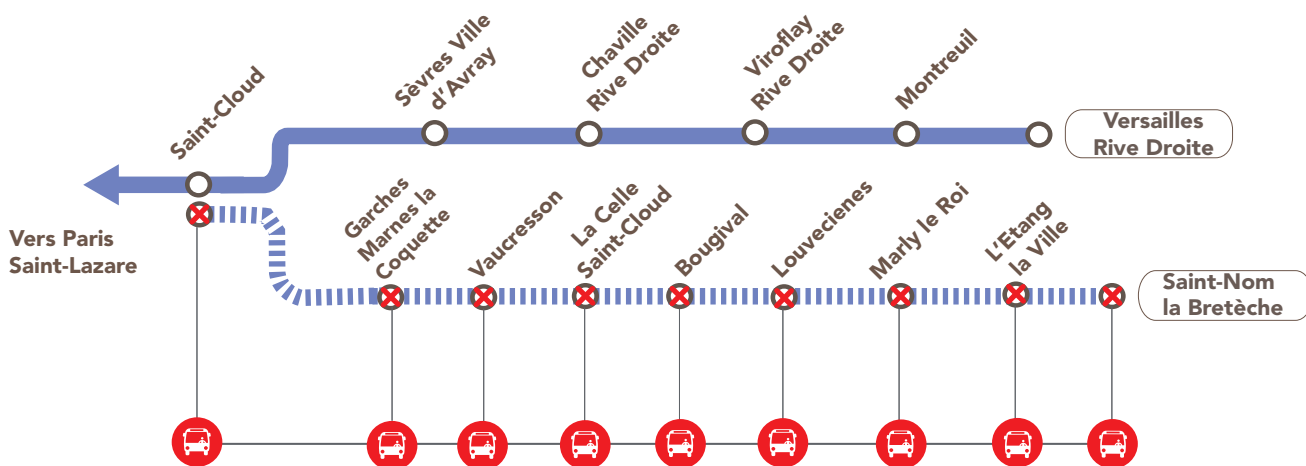 Saint-Cloud
Sèvres Ville
d'Avray
Chaville
Rive Droite
Viroflay
Rive Droite
Montreuil
Versailles
Rive Droite
Vers Paris
Saint-Lazare
Garches
Marnes la
Coquette
Vaucresson
La Celle
Saint-Cloud
Bougival
Louveciennes
Marly le Roi
L'Etang
la Ville
Saint-Nom
la Bretèche